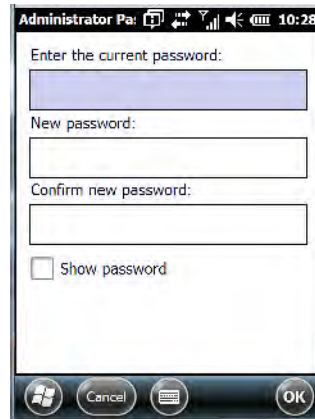 Administrator Pa: 10:28
Enter the current password:
New password:
Confirm new password:
Show password
Cancel
OK